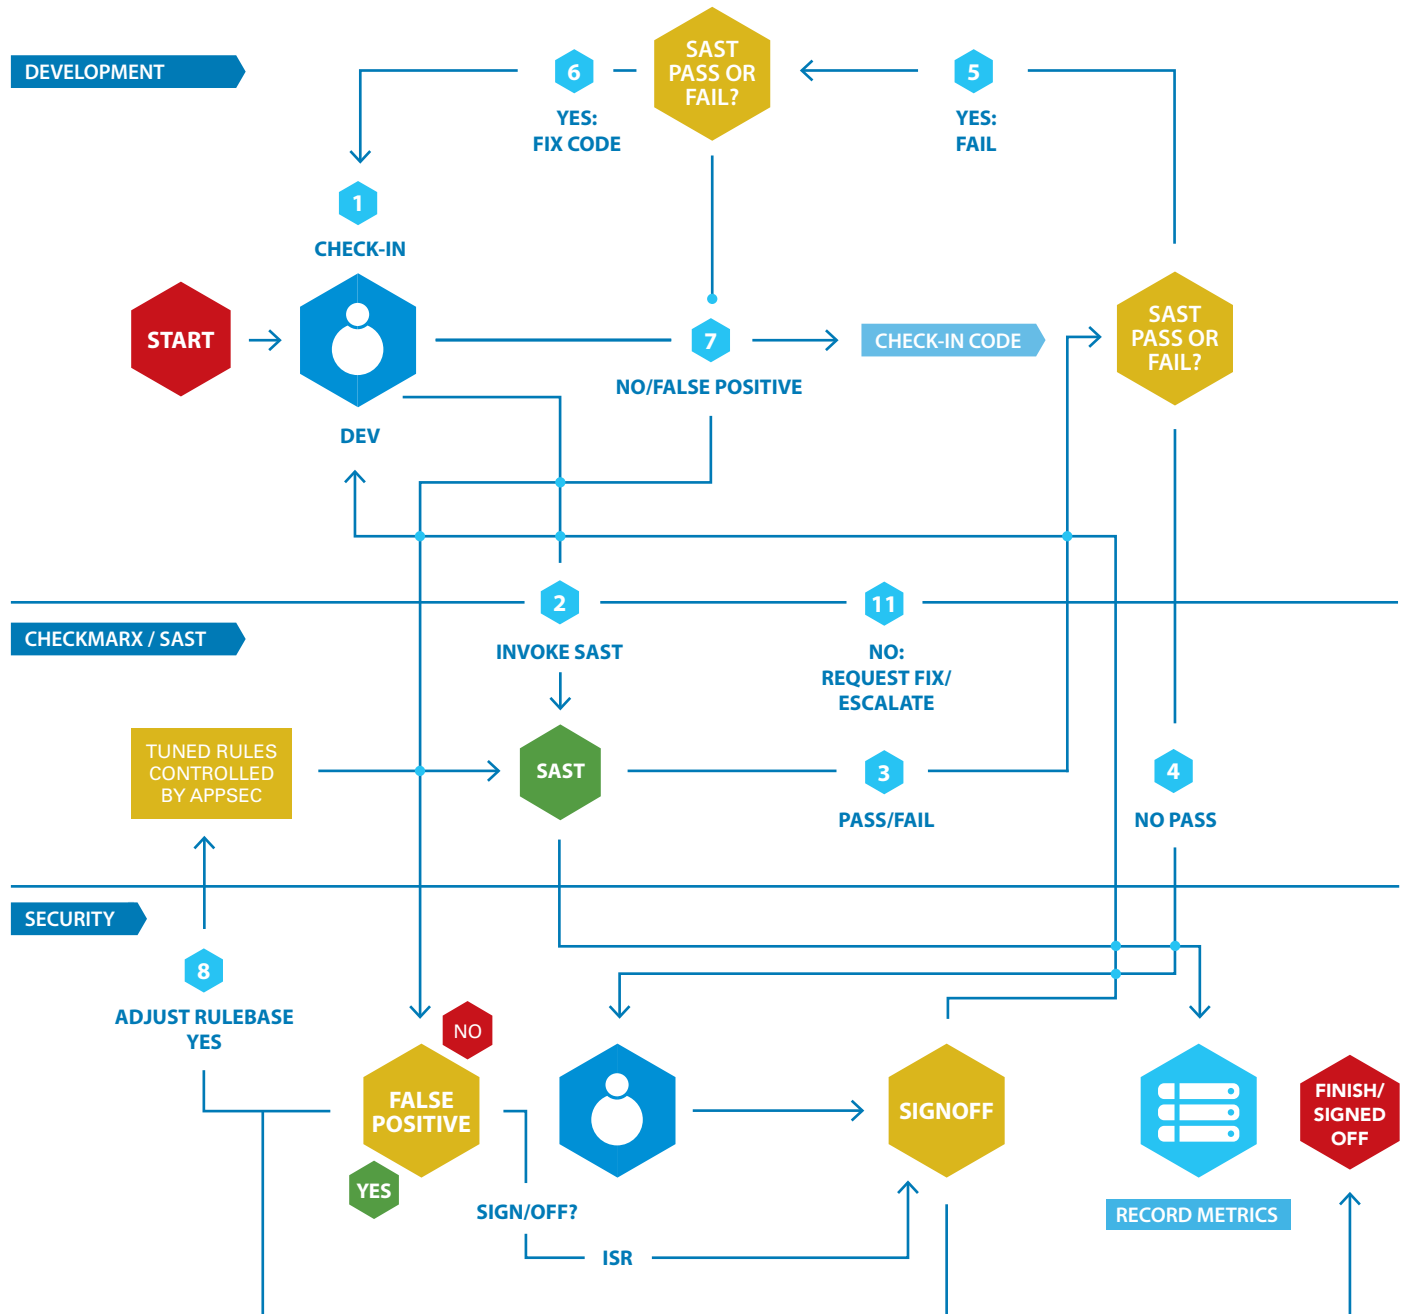 DEVELOPMENT
6
YES:
FIX CODE
SAST
PASS OR
FAIL?
5
YES:
FAIL
1
CHECK-IN
START
DEV
7
NO/FALSE POSITIVE
CHECK-IN CODE
SAST
PASS OR
FAIL?
CHECKMARX / SAST
2
INVOKE SAST
11
NO:
REQUEST FIX/
ESCALATE
TUNED RULES
CONTROLLED
BY APPSEC
SAST
3
PASS/FAIL
4
NO PASS
SECURITY
8
ADJUST RULEBASE
YES
NO
FALSE
POSITIVE
YES
SIGN/OFF?
ISR
SIGNOFF
RECORD METRICS
FINISH/
SIGNED
OFF